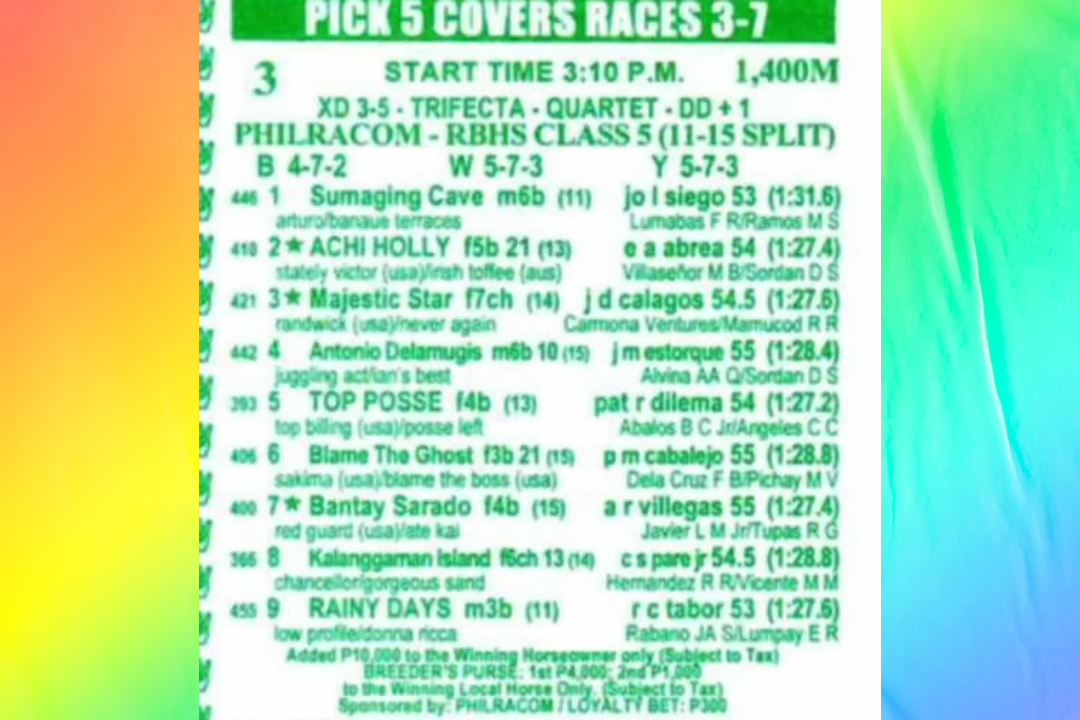 PICK 5 COVERS RACES 3-7
3 START TIME 3:10 P.M. 1,400M
XD 3-5 - TRIFECTA - QUARTET - DD + 1
PHILRACOM - RBHS CLASS 5 (11-15 SPLIT)
B 4-7-2 W 5-7-3 Y 5-7-3
446 1 Sumaging Cave m6b (11) jo l siego 53 (1:31.6)
arturo/banaue terraces Lumabas F R/Ramos M S
410 2★ ACHI HOLLY f5b 21 (13) e a abrea 54 (1:27.4)
stately victor (usa)/irish toffee (aus) Villaseñor M B/Sordan D S
421 3★ Majestic Star f7ch (14) j d calagos 54.5 (1:27.6)
randwick (usa)/never again Carmona Ventures/Mamucod R R
442 4 Antonio Delamugis m6b 10 (15) j m estorque 55 (1:28.4)
juggling act/ian's best Alvina AA Q/Sordan D S
393 5 TOP POSSE f4b (13) pat r dilema 54 (1:27.2)
top billing (usa)/posse left Abalos B C Jr/Angeles C C
406 6 Blame The Ghost f3b 21 (15) p m cabalejo 55 (1:28.8)
sakima (usa)/blame the boss (usa) Dela Cruz F B/Pichay M V
400 7★ Bantay Sarado f4b (15) a r villegas 55 (1:27.4)
red guard (usa)/ate kai Javier L M Jr/Tupas R G
366 8 Kalanggaman Island f6ch 13 (14) c s pare jr 54.5 (1:28.8)
chancellor/gorgeous sand Hernandez R R/Vicente M M
455 9 RAINY DAYS m3b (11) r c tabor 53 (1:27.6)
low profile/donna ricca Rabano JA S/Lumpay E R
Added P10,000 to the Winning Horseowner only (Subject to Tax)
BREEDER'S PURSE: 1st P4,000; 2nd P1,000
to the Winning Local Horse Only. (Subject to Tax)
Sponsored by: PHILRACOM / LOYALTY BET: P300